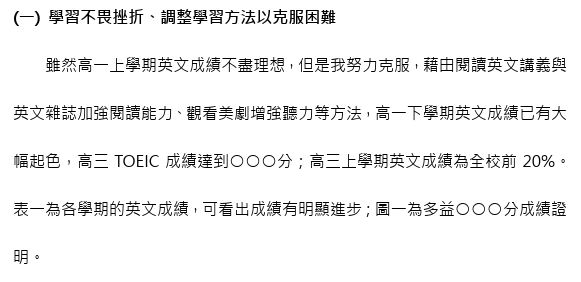 (一) 學習不畏挫折、調整學習方法以克服困難
雖然高一上學期英文成績不盡理想，但是我努力克服，藉由閱讀英文講義與
英文雜誌加強閱讀能力、觀看美劇增強聽力等方法，高一下學期英文成績已有大
幅起色，高三 TOEIC 成績達到〇〇〇分；高三上學期英文成績為全校前 20%。
表一為各學期的英文成績，可看出成績有明顯進步；圖一為多益〇〇〇分成績證
明。